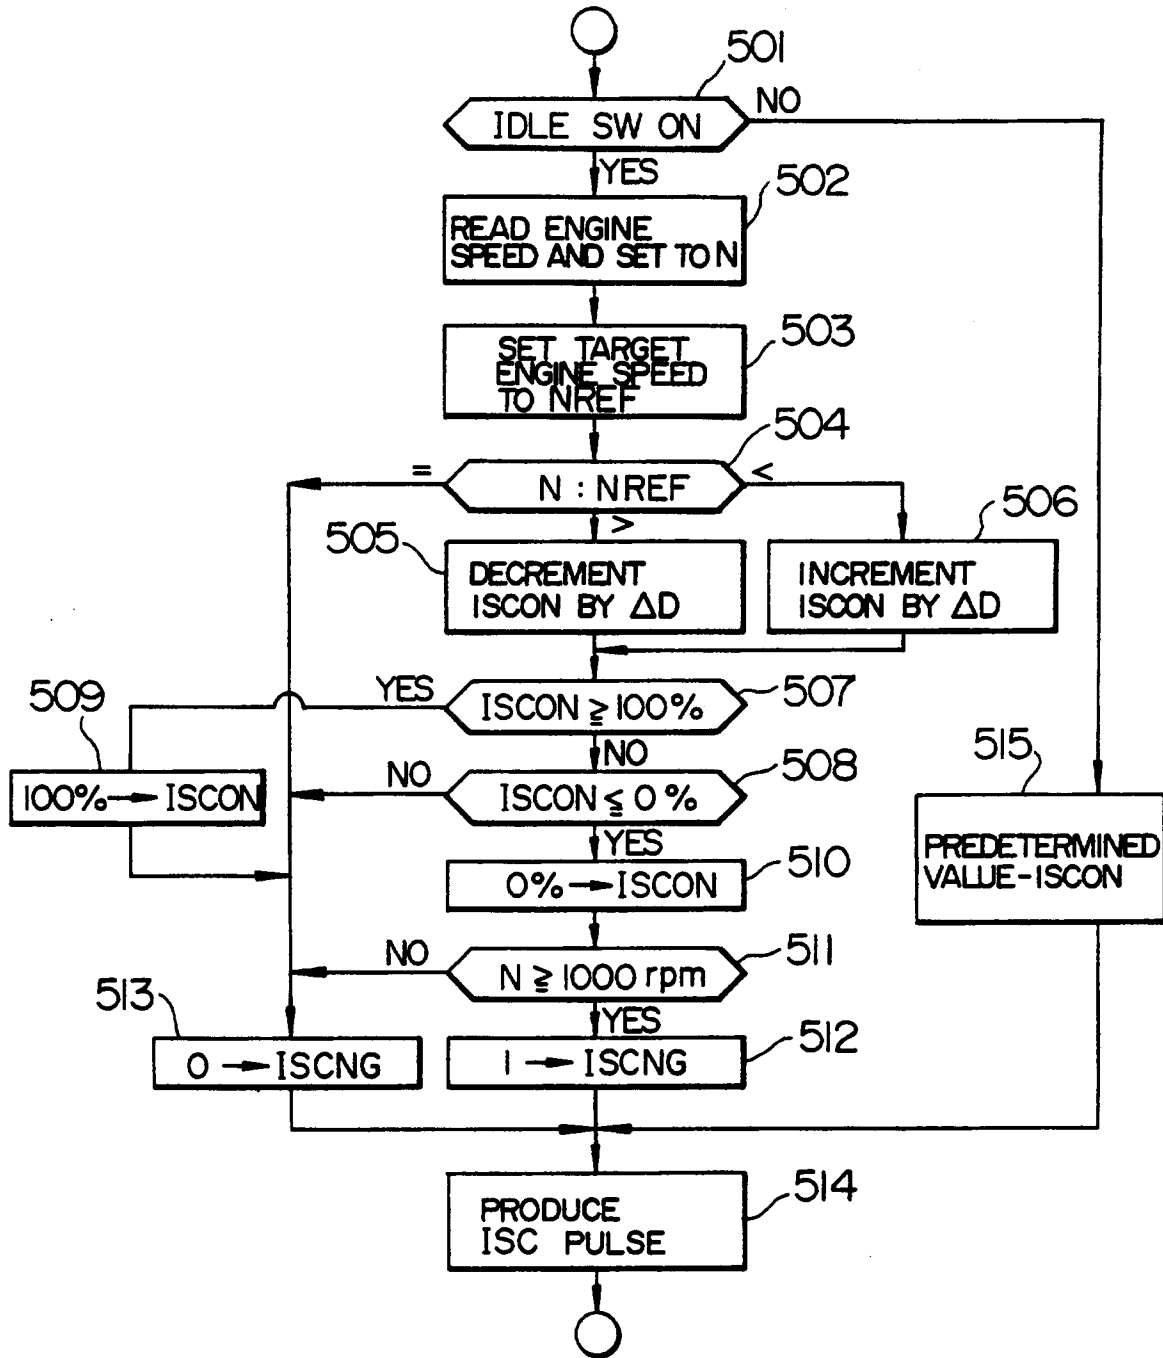 501
IDLE SW ON
NO
YES
502
READ ENGINE
SPEED AND SET TO N
503
SET TARGET
ENGINE SPEED
TO NREF
504
=
N : NREF
<
>
505
DECREMENT
ISCON BY ΔD
506
INCREMENT
ISCON BY ΔD
YES
507
ISCON ≧ 100%
509
100% → ISCON
NO
508
NO
ISCON ≦ 0 %
YES
510
0% → ISCON
515
PREDETERMINED
VALUE-ISCON
511
NO
N ≧ 1000 rpm
YES
513
0 → ISCNG
512
1 → ISCNG
514
PRODUCE
ISC PULSE